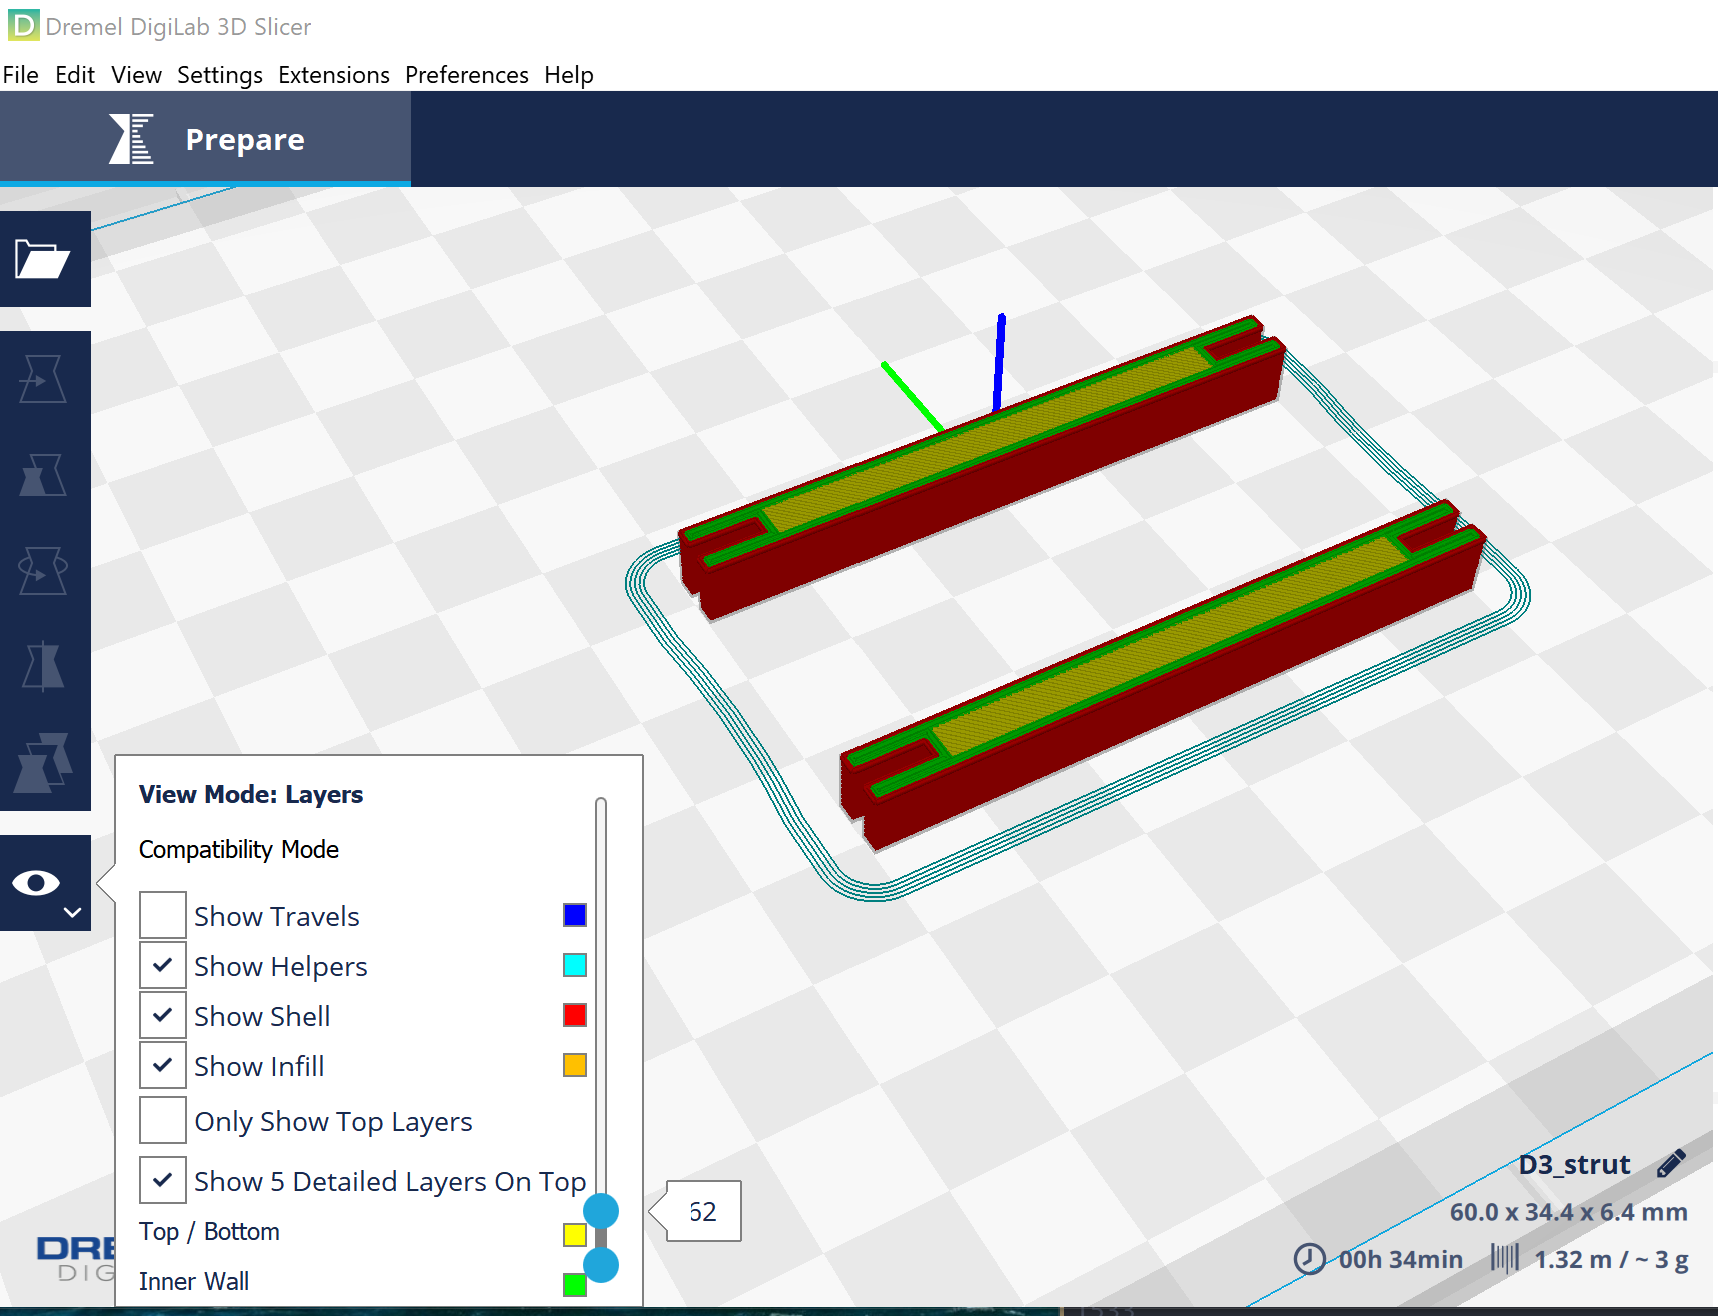 Dremel DigiLab 3D Slicer
File Edit View Settings Extensions Preferences Help
Prepare
View Mode: Layers
Compatibility Mode
Show Travels
Show Helpers
Show Shell
Show Infill
Only Show Top Layers
Show 5 Detailed Layers On Top
62
Top / Bottom
Inner Wall
DRE
DIG
D3_strut
60.0 x 34.4 x 6.4 mm
00h 34min
1.32 m / ~ 3 g